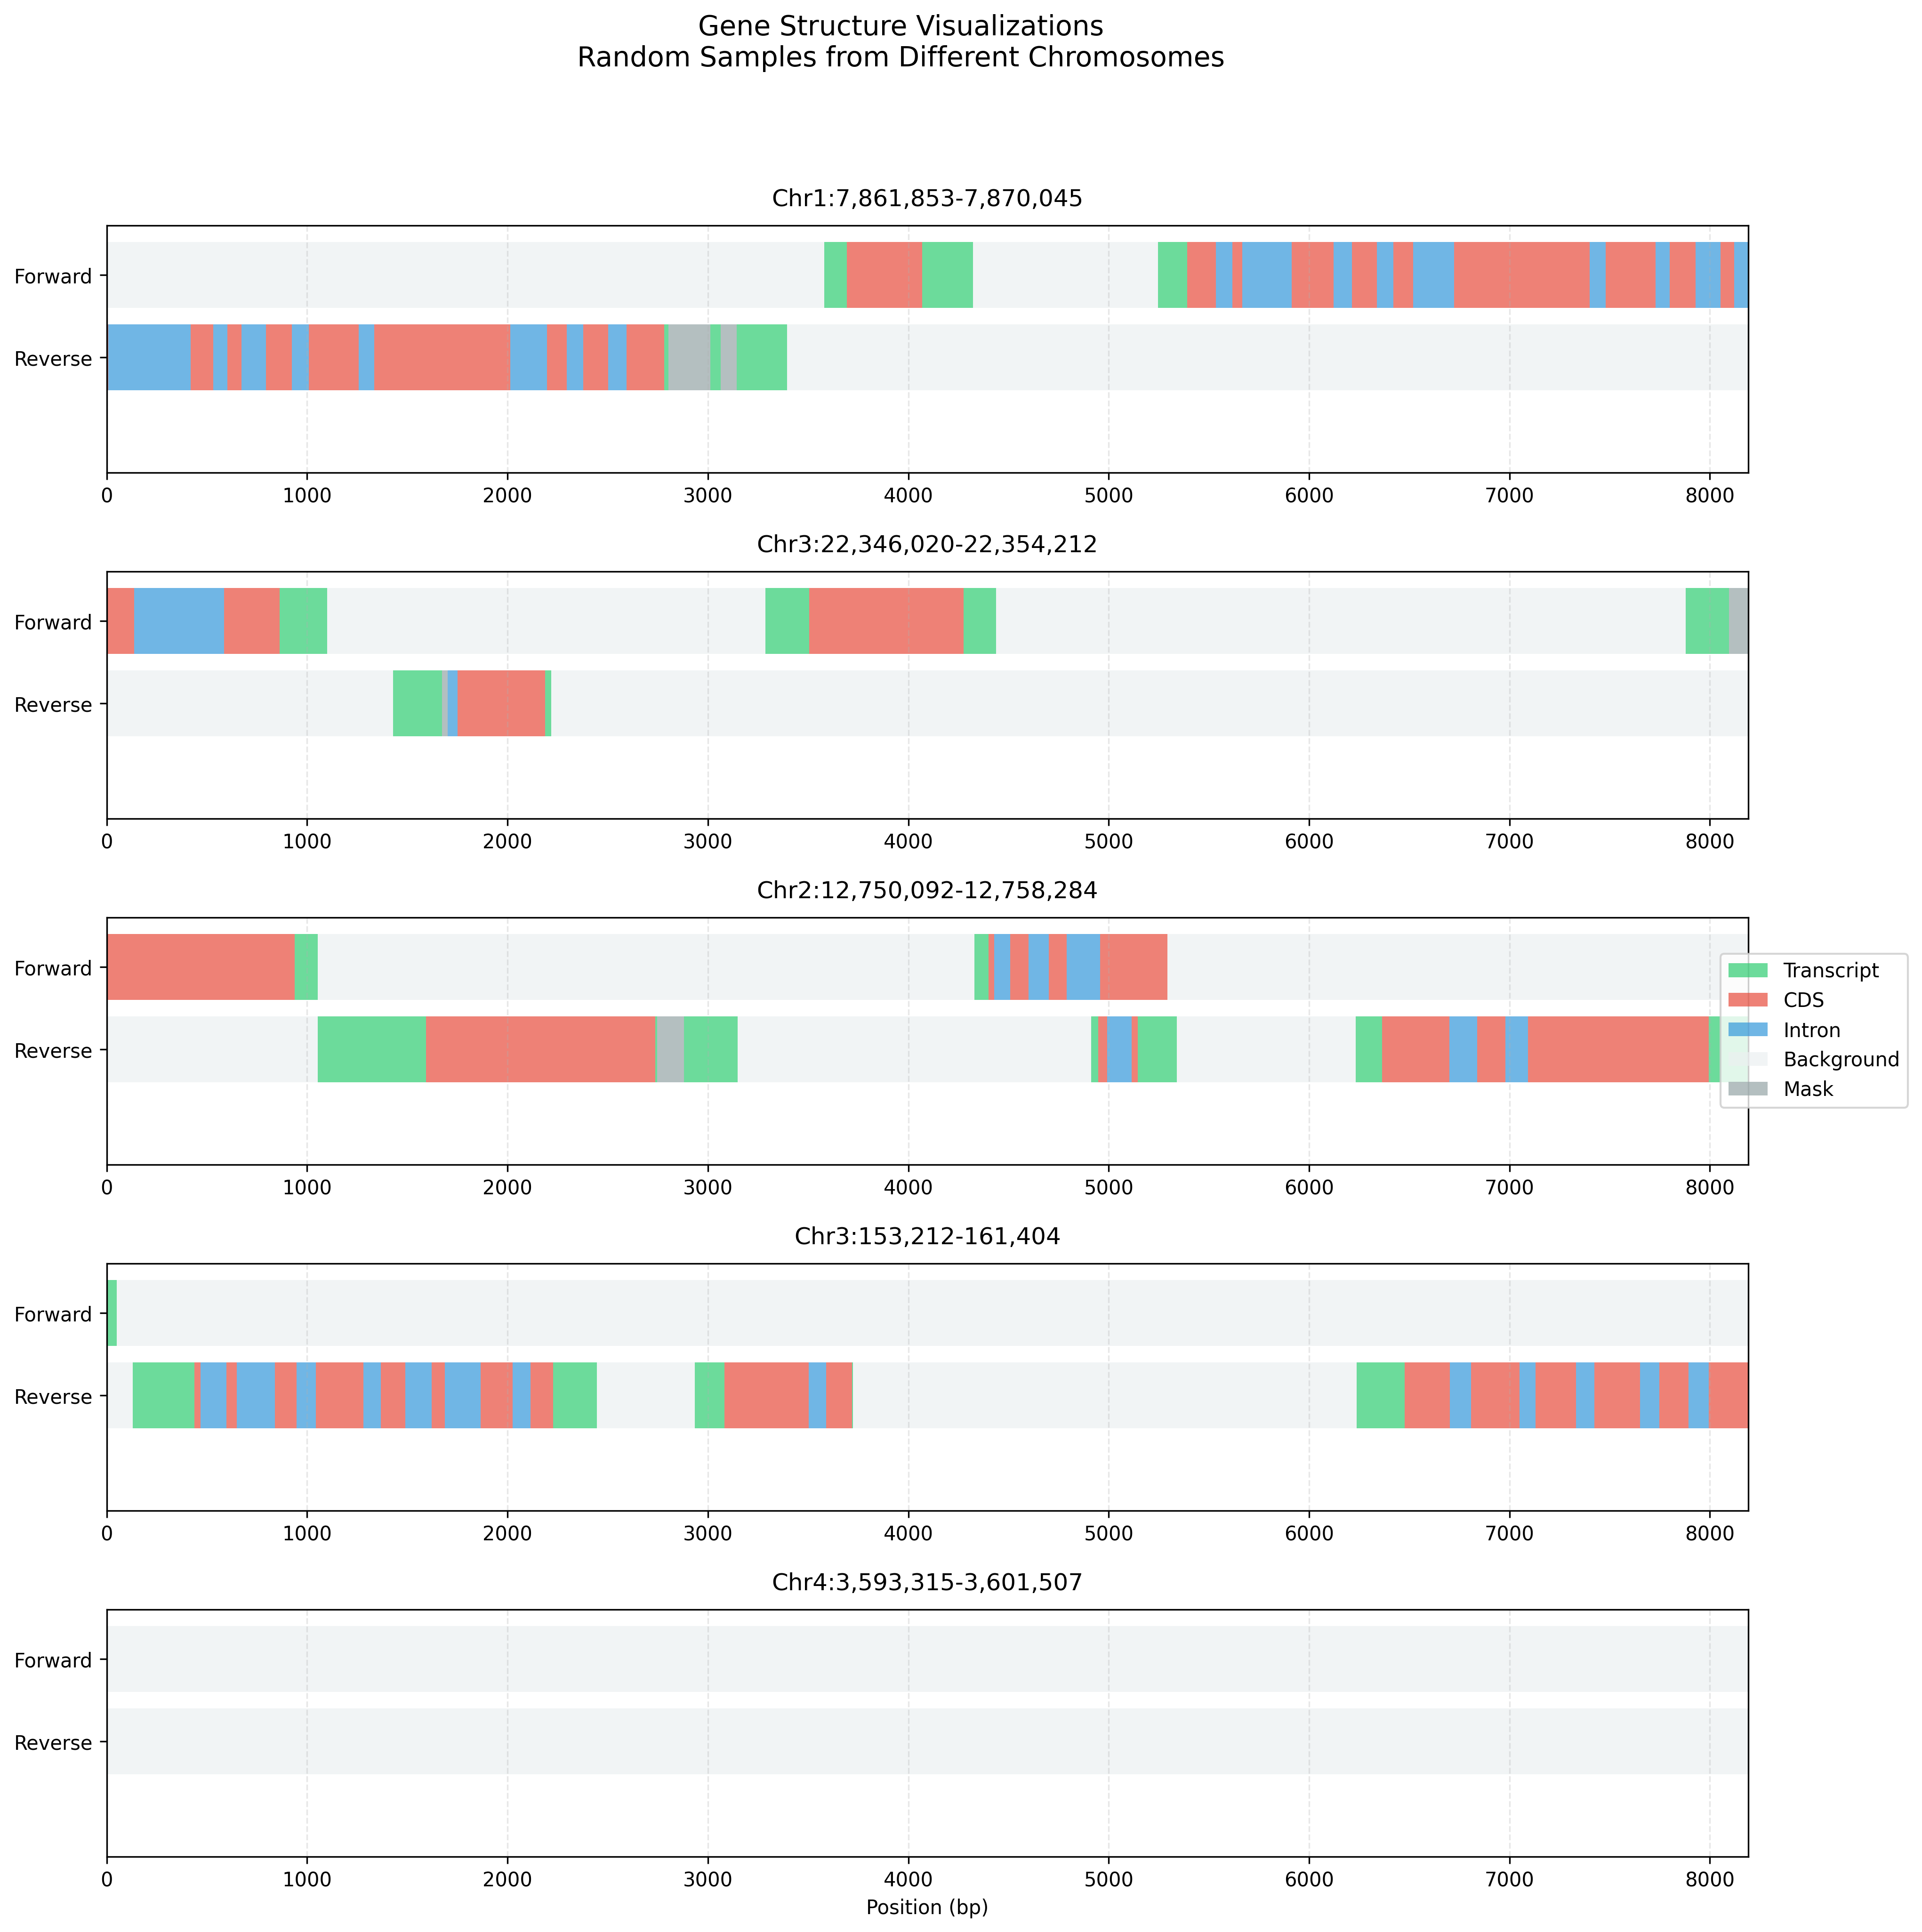 Gene Structure Visualizations
Random Samples from Different Chromosomes
Chr1:7,861,853-7,870,045
Forward
Reverse
0 1000 2000 3000 4000 5000 6000 7000 8000
Chr3:22,346,020-22,354,212
Forward
Reverse
0 1000 2000 3000 4000 5000 6000 7000 8000
Chr2:12,750,092-12,758,284
Forward
Reverse
0 1000 2000 3000 4000 5000 6000 7000 8000
Transcript
CDS
Intron
Background
Mask
Chr3:153,212-161,404
Forward
Reverse
0 1000 2000 3000 4000 5000 6000 7000 8000
Chr4:3,593,315-3,601,507
Forward
Reverse
0 1000 2000 3000 4000 5000 6000 7000 8000
Position (bp)